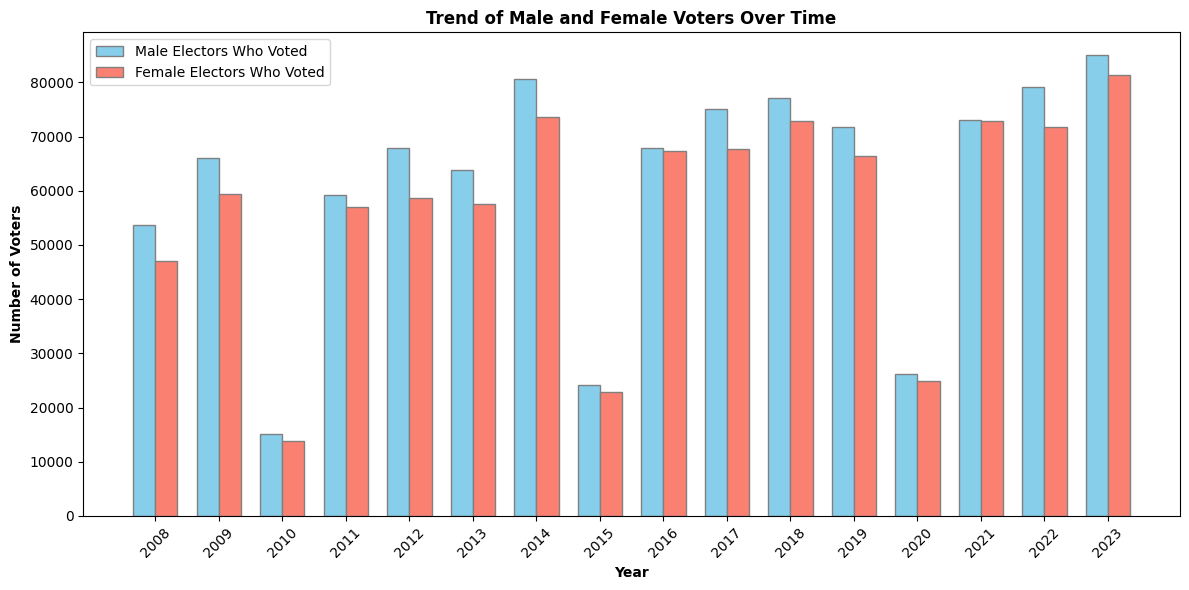 Trend of Male and Female Voters Over Time
Male Electors Who Voted
Female Electors Who Voted
Number of Voters
80000
70000
60000
50000
40000
30000
20000
10000
0
2008 2009 2010 2011 2012 2013 2014 2015 2016 2017 2018 2019 2020 2021 2022 2023
Year